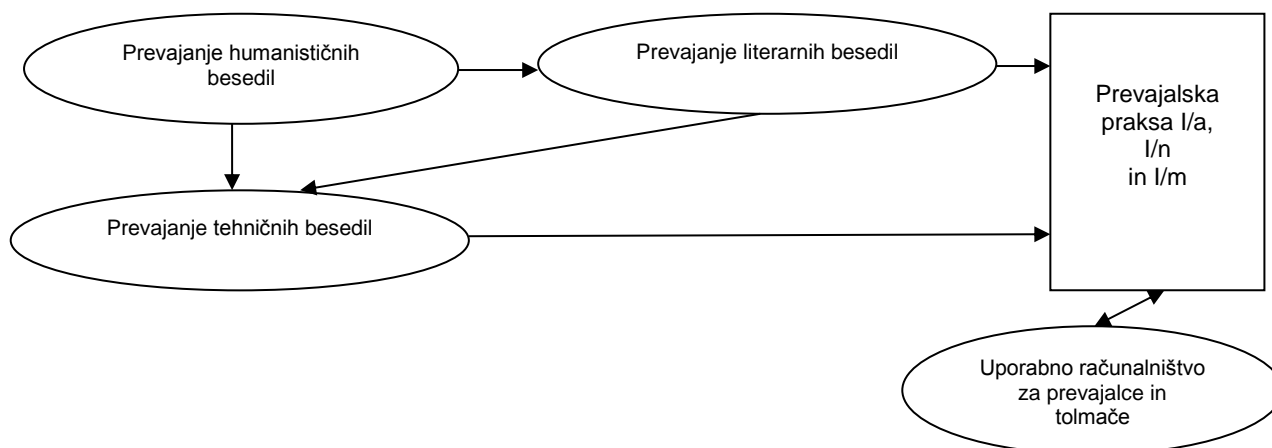 Prevajanje humanističnih
besedil
Prevajanje literarnih besedil
Prevajalska
praksa I/a,
I/n
in I/m
Prevajanje tehničnih besedil
Uporabno računalništvo
za prevajalce in
tolmače